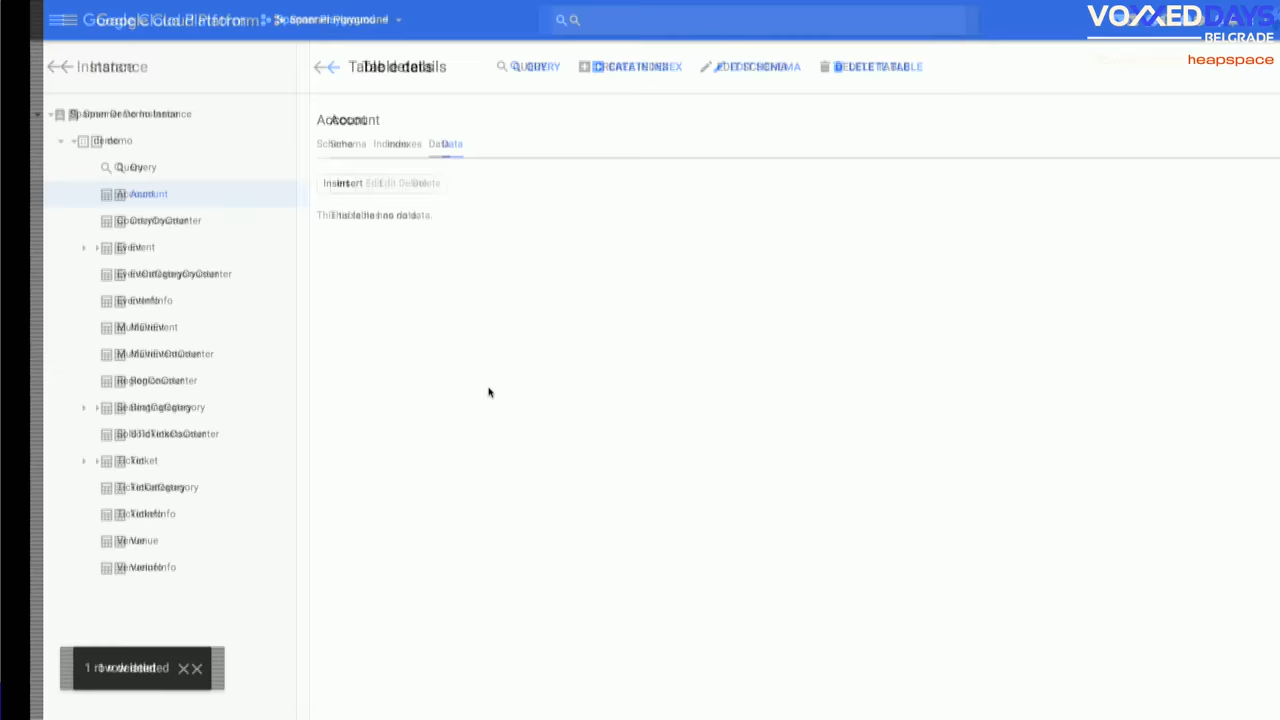 Google Cloud Platform
Spanner Playground
VOXXED DAYS
BELGRADE
heapspace
Instance
Table details
QUERY
CREATE INDEX
EDIT SCHEMA
DELETE TABLE
Spanner Demo Instance
demo
Query
Account
CountryCounter
Event
EventCategoryCounter
EventInfo
MultiEvent
MultiEventCounter
RegionCounter
SeatingCategory
SoldTicketsCounter
Ticket
TicketCategory
TicketInfo
Venue
VenueInfo
Account
Schema Indexes Data
Insert Edit Delete
This table has no data.
1 row deleted